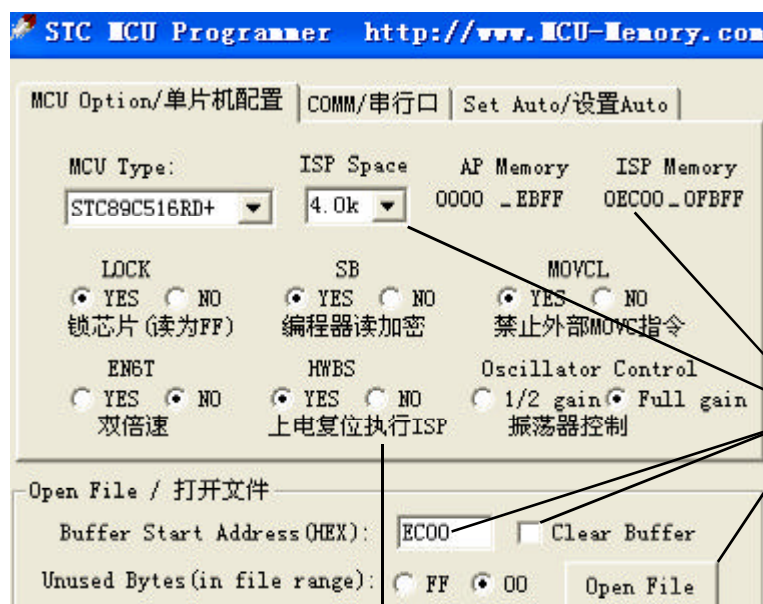 STC MCU Programmer http://www.MCU-Memory.com
MCU Option/单片机配置 COMM/串行口 Set Auto/设置Auto
MCU Type: ISP Space AP Memory ISP Memory
STC89C516RD+ 4.0k 0000 _ EBFF 0EC00 _ 0FBFF
LOCK SB MOVCL
YES NO YES NO YES NO
锁芯片(读为FF) 编程器读加密 禁止外部MOVC指令
EN6T HWBS Oscillator Control
YES NO YES NO 1/2 gain Full gain
双倍速 上电复位执行ISP 振荡器控制
Open File / 打开文件
Buffer Start Address(HEX): EC00 Clear Buffer
Unused Bytes(in file range): FF 00 Open File